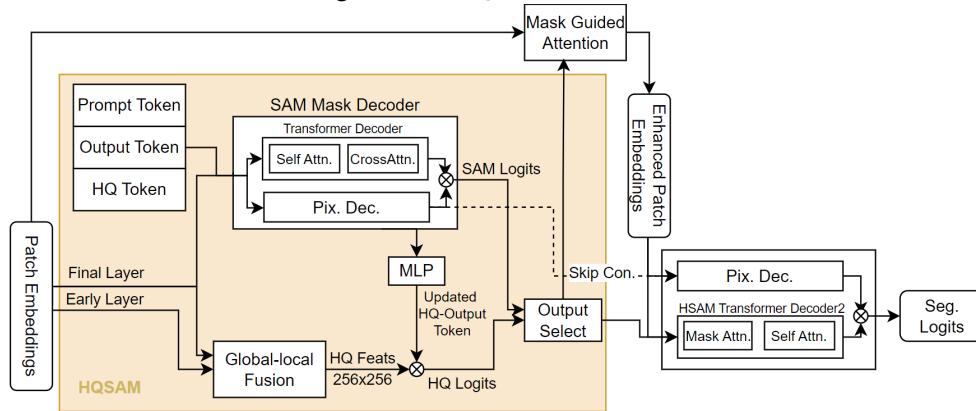 Mask Guided
Attention
Prompt Token
Output Token
HQ Token
SAM Mask Decoder
Transformer Decoder
Self Attn.
CrossAttn.
Pix. Dec.
SAM Logits
Enhanced Patch
Embeddings
Patch Embeddings
Final Layer
Early Layer
MLP
Updated
HQ-Output
Token
Skip Con.
Pix. Dec.
HSAM Transformer Decoder2
Mask Attn.
Self Attn.
Seg.
Logits
Output
Select
Global-local
Fusion
HQ Feats
256x256
HQ Logits
HQSAM